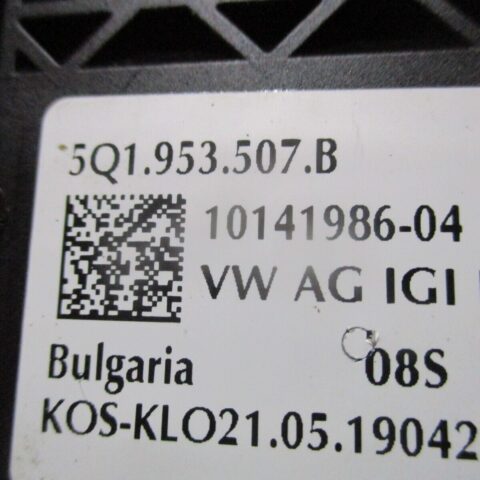 5Q1.953.507.B
10141986-04
VW AG IGI
Bulgaria 08S
KOS-KLO21.05.19042